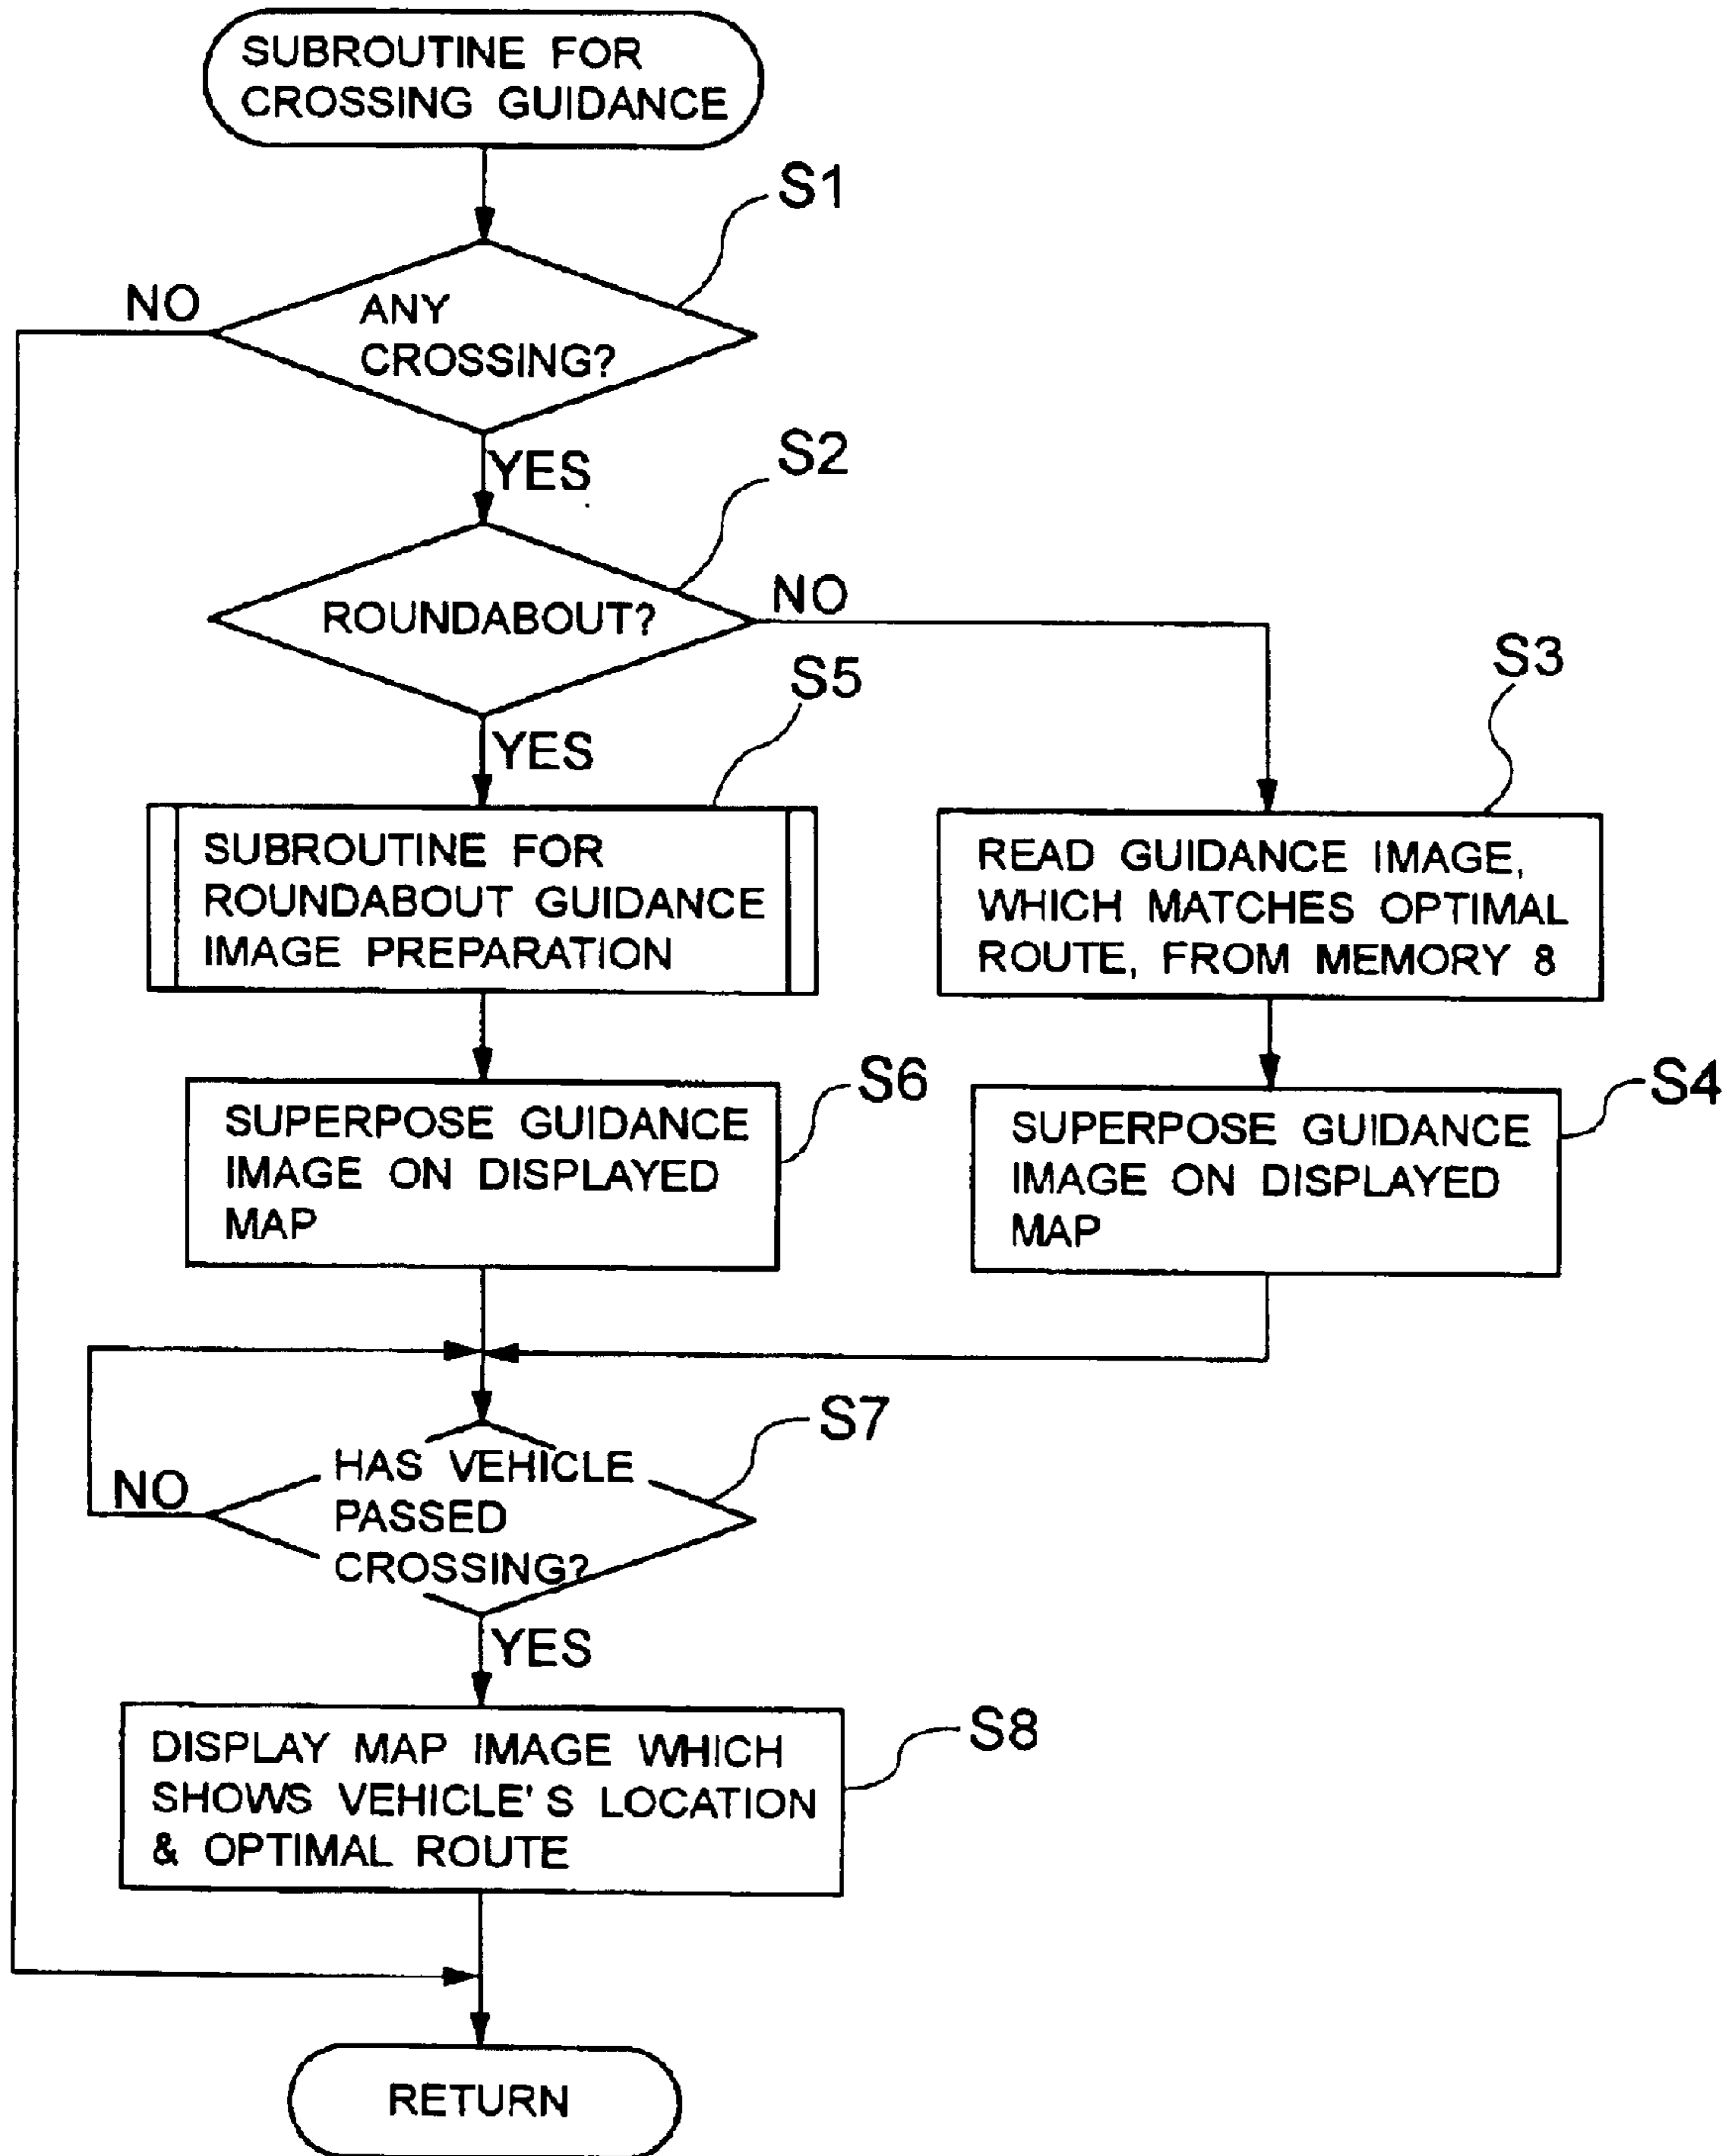 SUBROUTINE FOR
CROSSING GUIDANCE
S1
NO
ANY
CROSSING?
YES
S2
ROUNDABOUT?
NO
YES
S5
S3
SUBROUTINE FOR
ROUNDABOUT GUIDANCE
IMAGE PREPARATION
READ GUIDANCE IMAGE,
WHICH MATCHES OPTIMAL
ROUTE, FROM MEMORY 8
S6
SUPERPOSE GUIDANCE
IMAGE ON DISPLAYED
MAP
S4
SUPERPOSE GUIDANCE
IMAGE ON DISPLAYED
MAP
S7
HAS VEHICLE
PASSED
CROSSING?
NO
YES
S8
DISPLAY MAP IMAGE WHICH
SHOWS VEHICLE'S LOCATION
& OPTIMAL ROUTE
RETURN